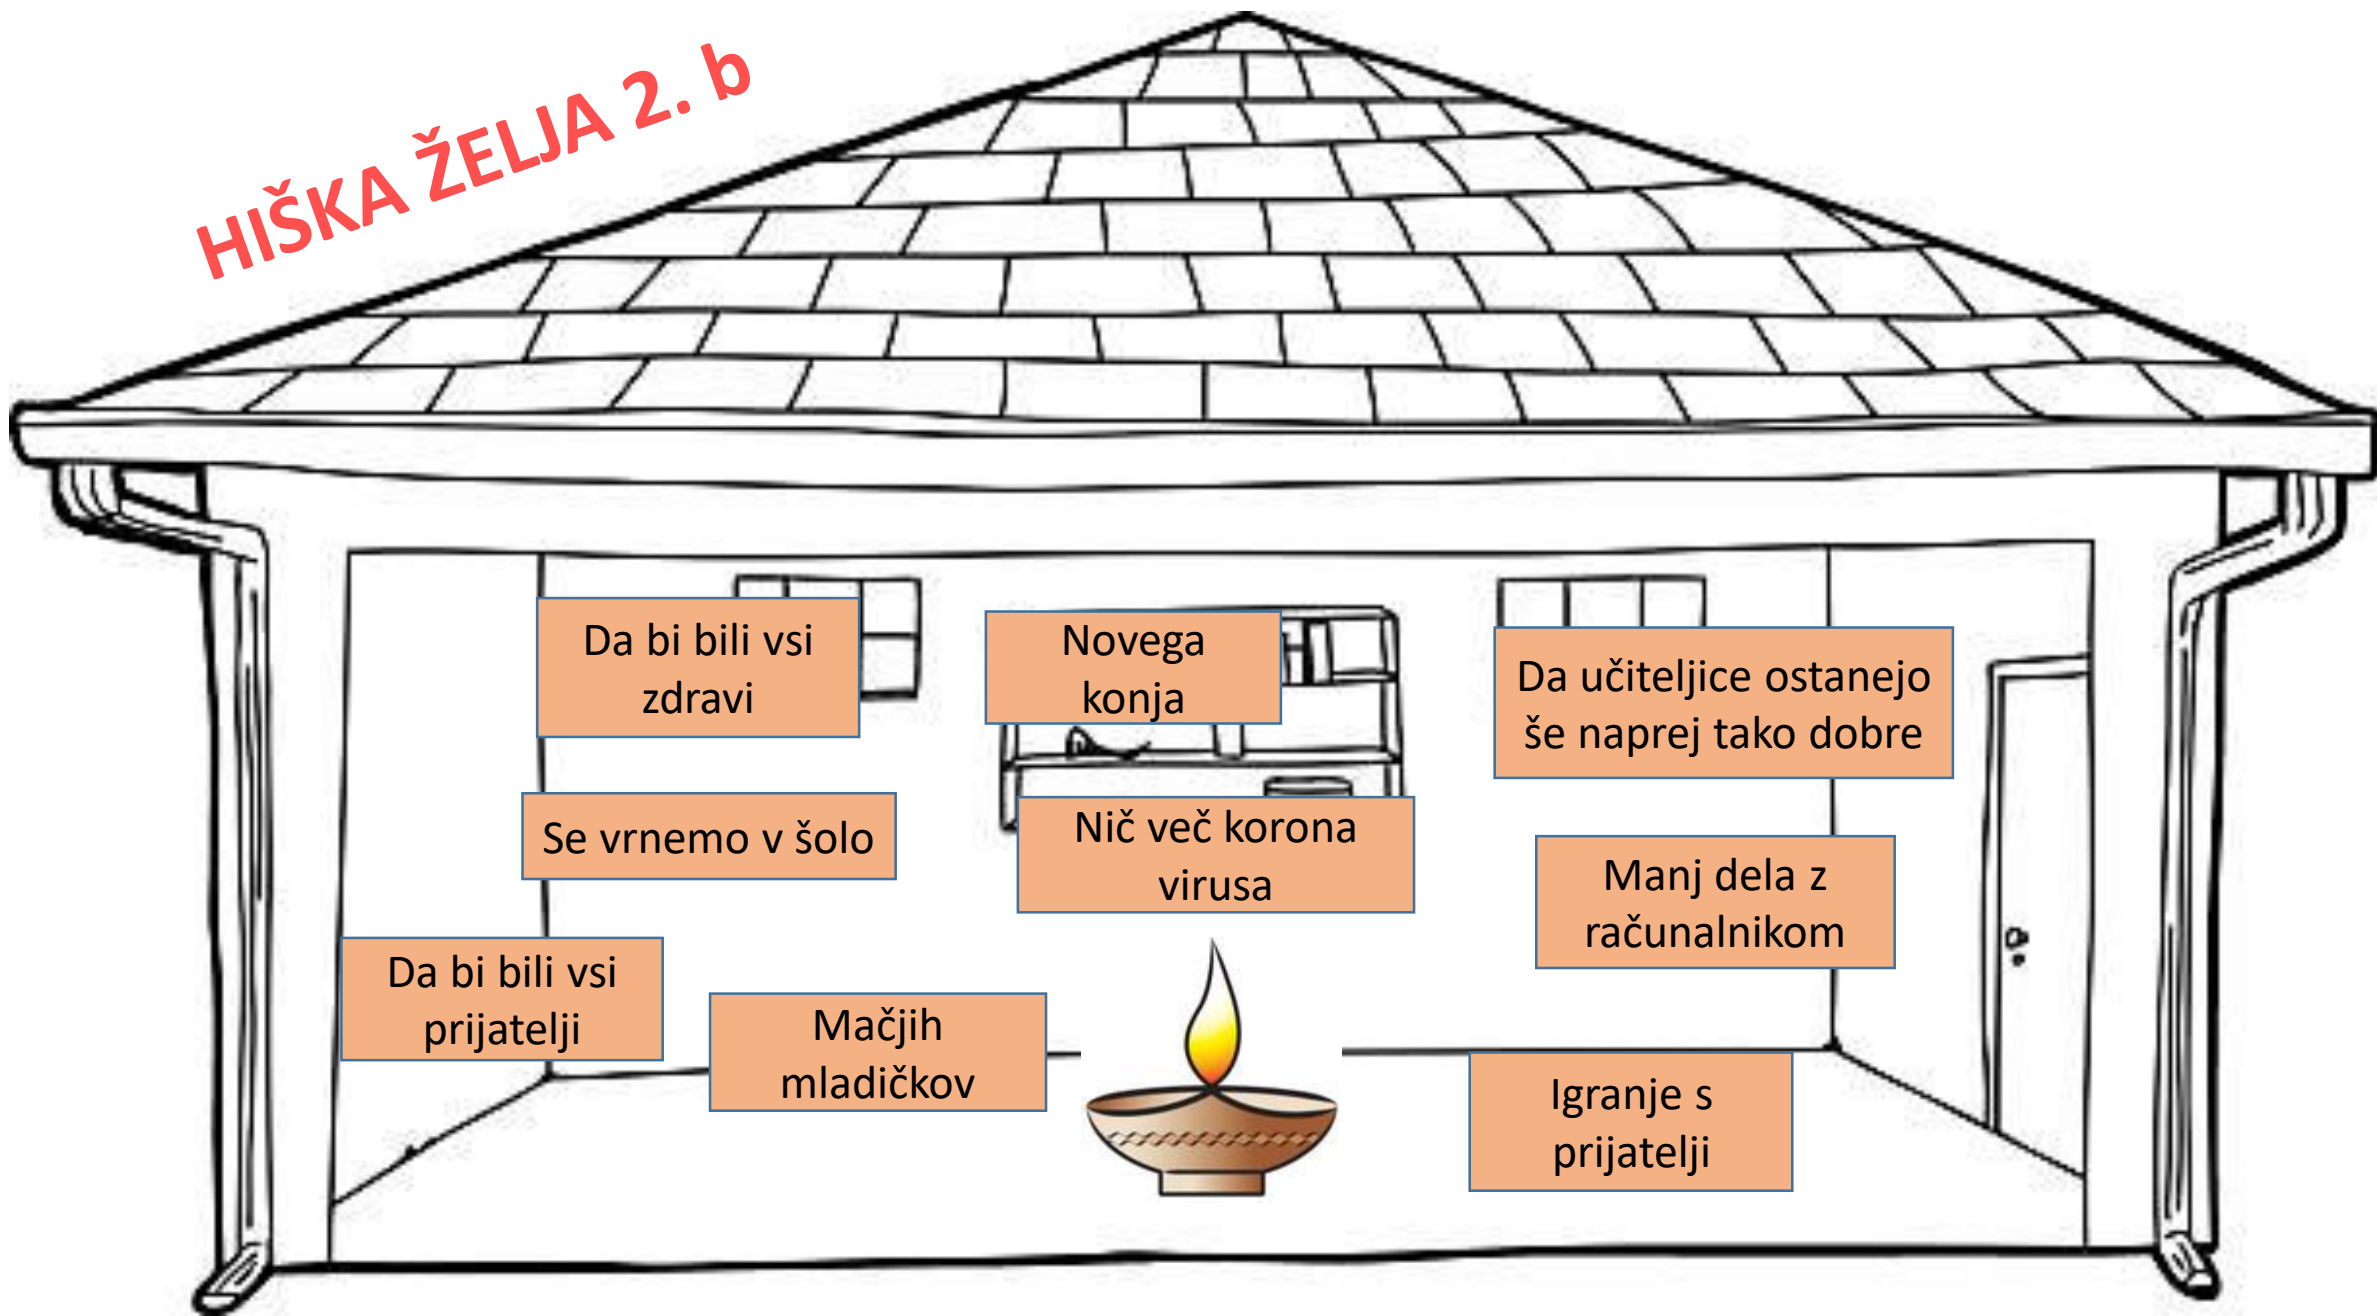 HIŠKA ŽELJA 2. b
Da bi bili vsi
zdravi
Novega
konja
Da učiteljice ostanejo
še naprej tako dobre
Se vrnemo v šolo
Nič več korona
virusa
Manj dela z
računalnikom
Da bi bili vsi
prijatelji
Mačjih
mladičkov
Igranje s
prijatelji